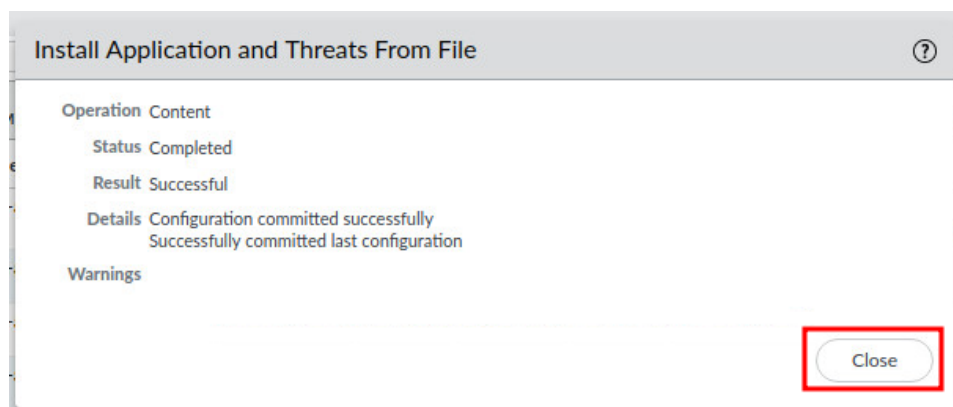 Install Application and Threats From File
Operation Content
Status Completed
Result Successful
Details Configuration committed successfully
Successfully committed last configuration
Warnings
Close